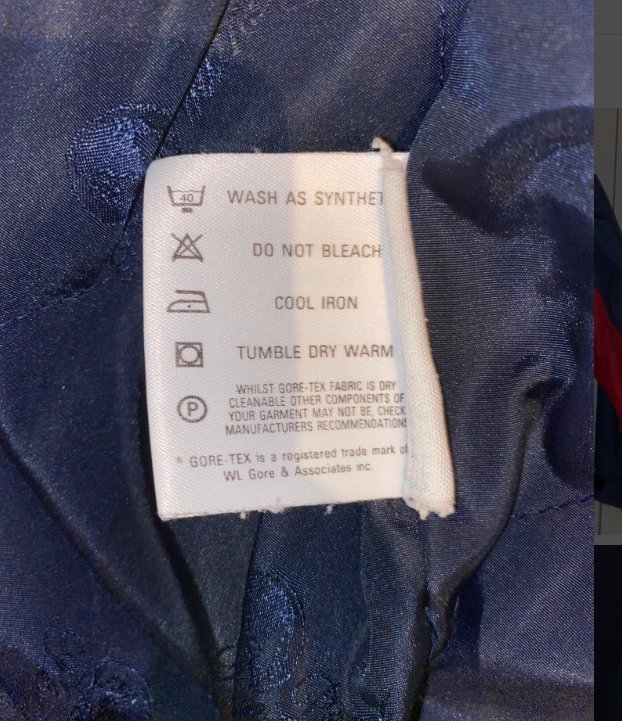 40 WASH AS SYNTHET
DO NOT BLEACH
COOL IRON
TUMBLE DRY WARM
P
WHILST GORE-TEX FABRIC IS DRY
CLEANABLE OTHER COMPONENTS OF
YOUR GARMENT MAY NOT BE, CHECK
MANUFACTURERS RECOMMENDATIONS
® GORE-TEX is a registered trade mark of
WL Gore & Associates inc.